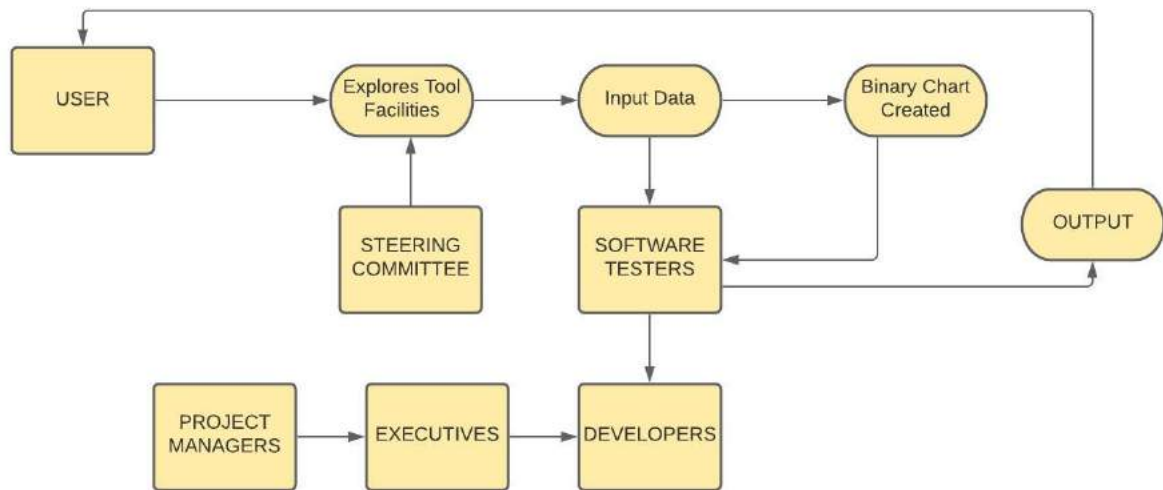 USER
Explores Tool
Facilities
Input Data
Binary Chart
Created
STEERING
COMMITTEE
SOFTWARE
TESTERS
OUTPUT
PROJECT
MANAGERS
EXECUTIVES
DEVELOPERS